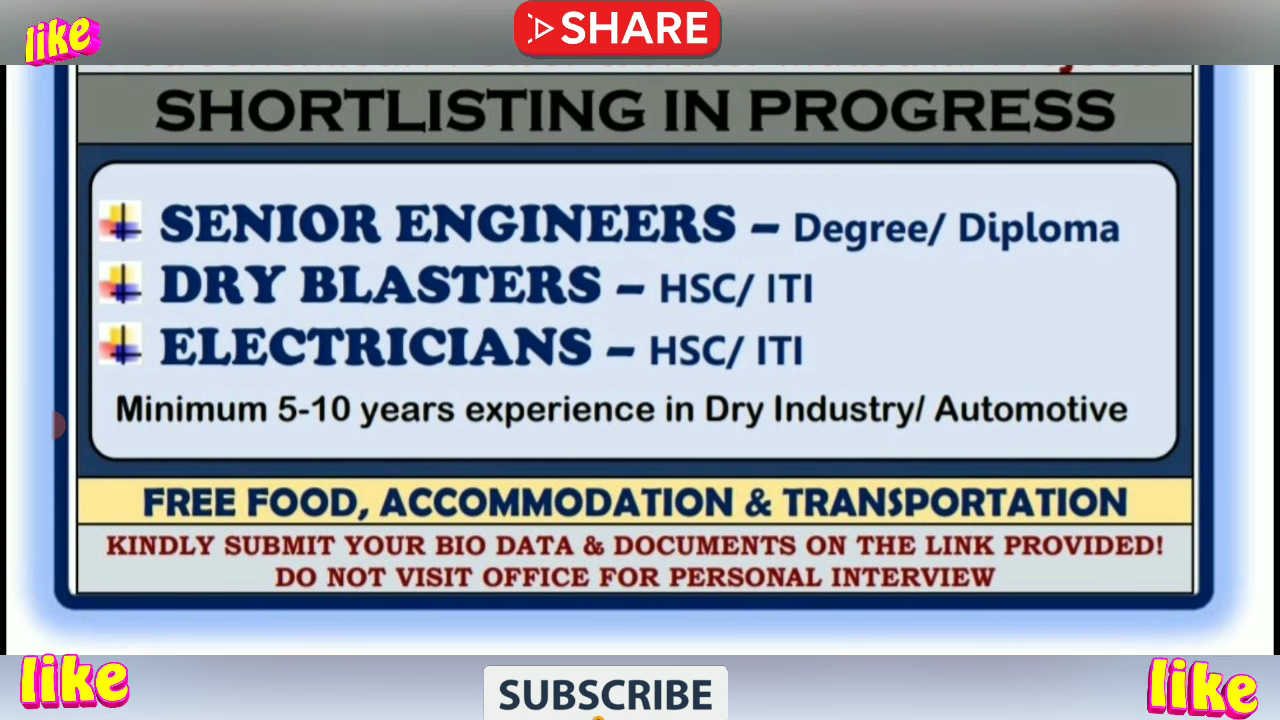 like
SHARE
SHORTLISTING IN PROGRESS
SENIOR ENGINEERS – Degree/ Diploma
DRY BLASTERS – HSC/ ITI
ELECTRICIANS – HSC/ ITI
Minimum 5-10 years experience in Dry Industry/ Automotive
FREE FOOD, ACCOMMODATION & TRANSPORTATION
KINDLY SUBMIT YOUR BIO DATA & DOCUMENTS ON THE LINK PROVIDED!
DO NOT VISIT OFFICE FOR PERSONAL INTERVIEW
like
SUBSCRIBE
like